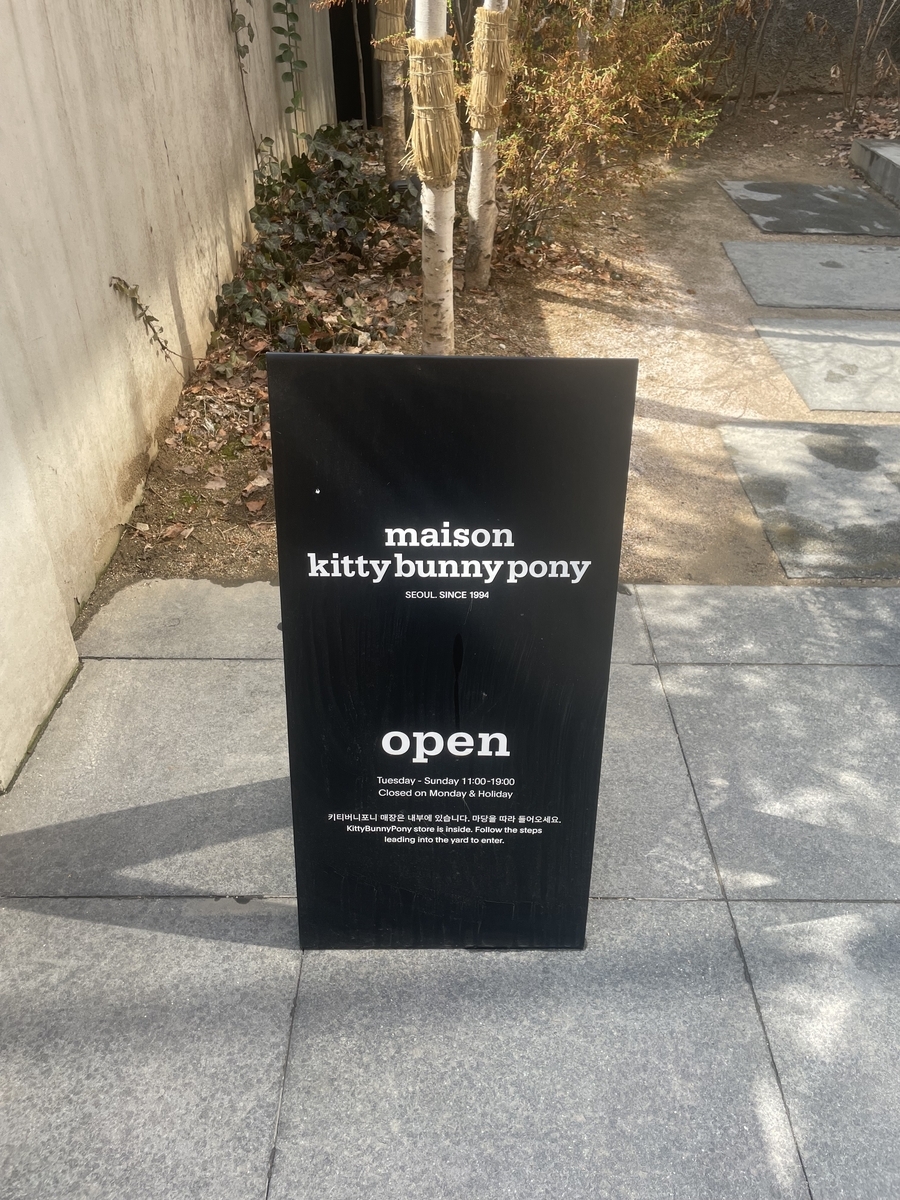 maison
kittybunnypony
SEOUL. SINCE 1994
open
Tuesday - Sunday 11:00-19:00
Closed on Monday & Holiday
키티버니포니 매장은 내부에 있습니다. 마당을 따라 들어오세요.
KittyBunnyPony store is inside. Follow the steps
leading into the yard to enter.